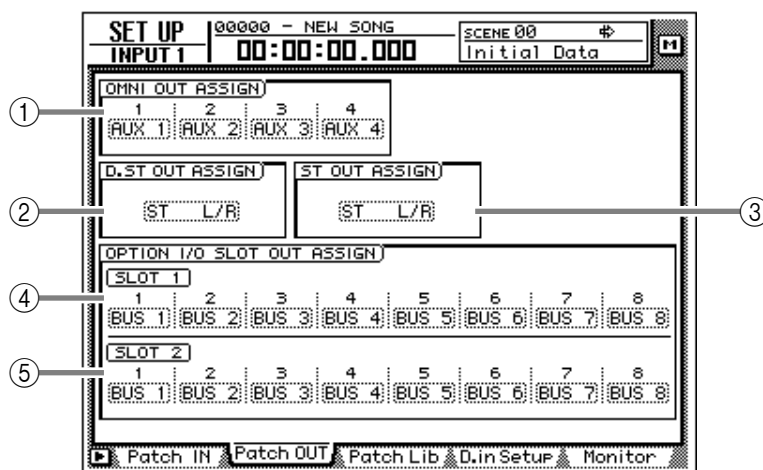 SET UP
INPUT 1
00000 - NEW SONG
00:00:00.000
SCENE 00
Initial Data
M
OMNI OUT ASSIGN
1 2 3 4
AUX 1 AUX 2 AUX 3 AUX 4
①
D.ST OUT ASSIGN
ST L/R
②
ST OUT ASSIGN
ST L/R
③
OPTION I/O SLOT OUT ASSIGN
SLOT 1
1 2 3 4 5 6 7 8
BUS 1 BUS 2 BUS 3 BUS 4 BUS 5 BUS 6 BUS 7 BUS 8
④
SLOT 2
1 2 3 4 5 6 7 8
BUS 1 BUS 2 BUS 3 BUS 4 BUS 5 BUS 6 BUS 7 BUS 8
⑤
Patch IN Patch OUT Patch Lib D.in Setup Monitor